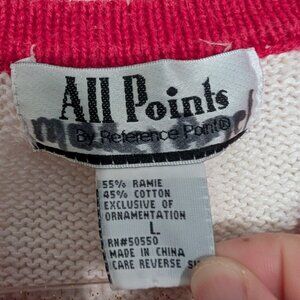 All Points
By Reference Point®
55% RAMIE
45% COTTON
EXCLUSIVE OF
ORNAMENTATION
L
RN#50550
MADE IN CHINA
CARE REVERSE